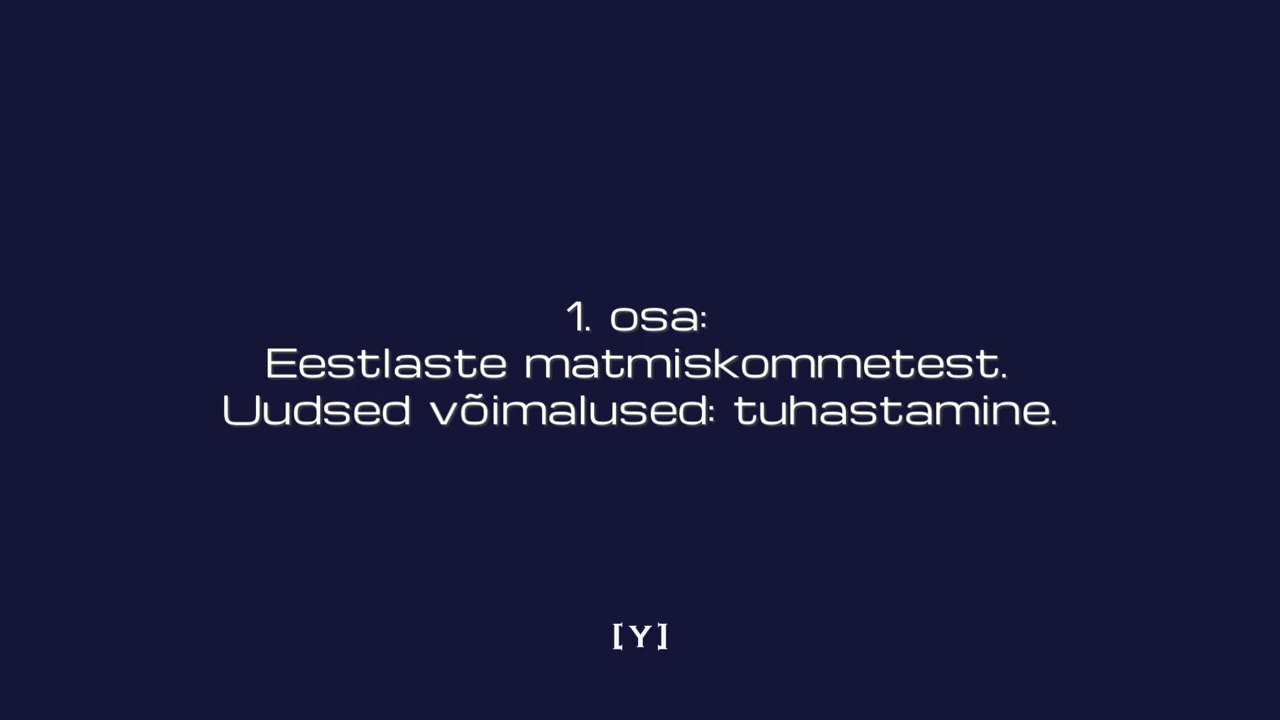 1. osa:
Eestlaste matmiskommetest.
Uudsed võimalused: tuhastamine.
[Y]